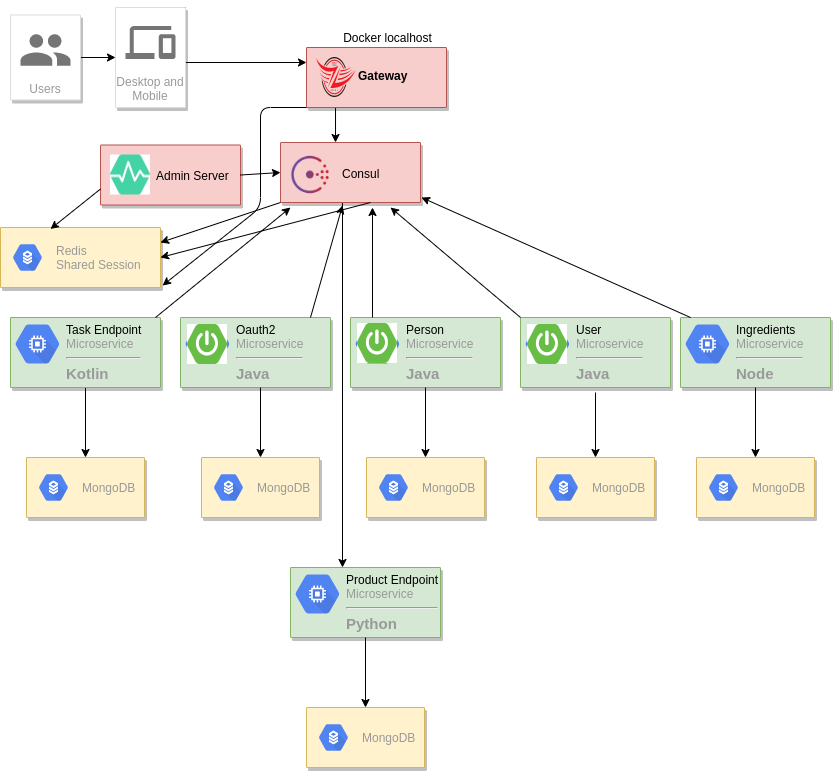 Docker localhost
Users
Desktop and
Mobile
Gateway
Admin Server
Consul
Redis
Shared Session
Task Endpoint
Microservice
Kotlin
Oauth2
Microservice
Java
Person
Microservice
Java
User
Microservice
Java
Ingredients
Microservice
Node
MongoDB
MongoDB
MongoDB
MongoDB
MongoDB
Product Endpoint
Microservice
Python
MongoDB